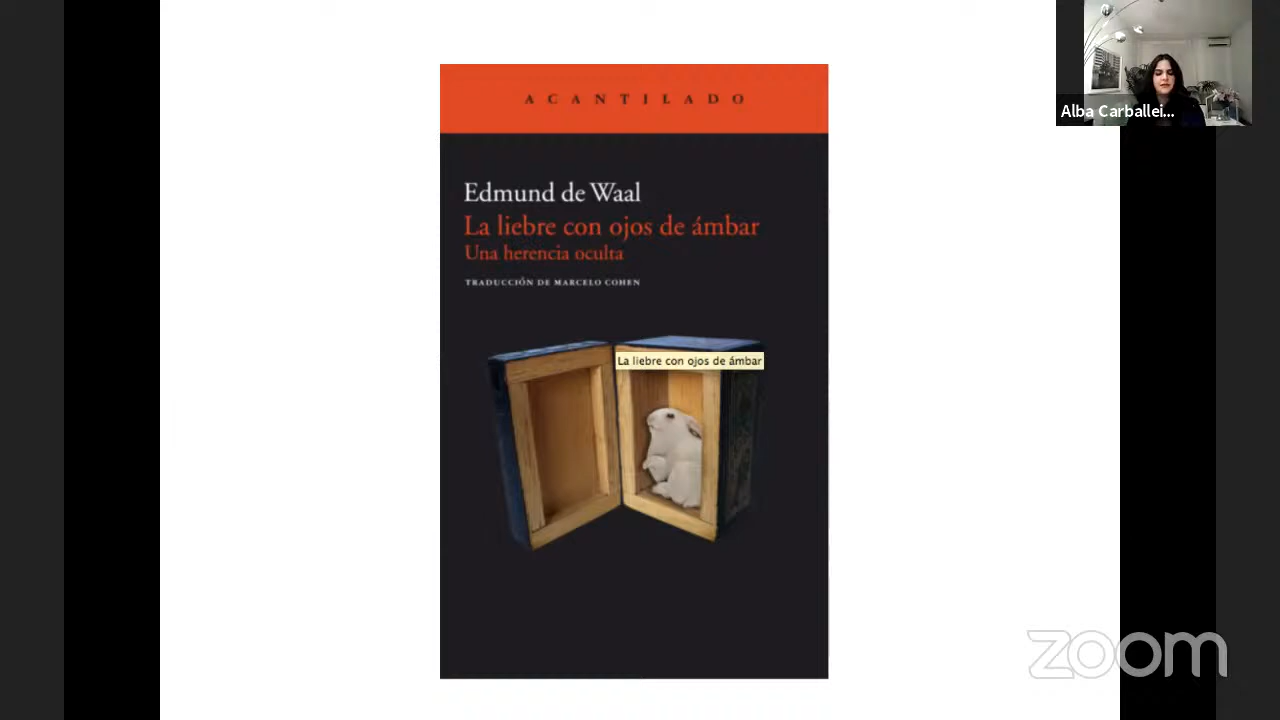 ACANTILADO
Edmund de Waal
La liebre con ojos de ámbar
Una herencia oculta
TRADUCCIÓN DE MARCELO COHEN
La liebre con ojos de ámbar
Alba Carballei...
zoom